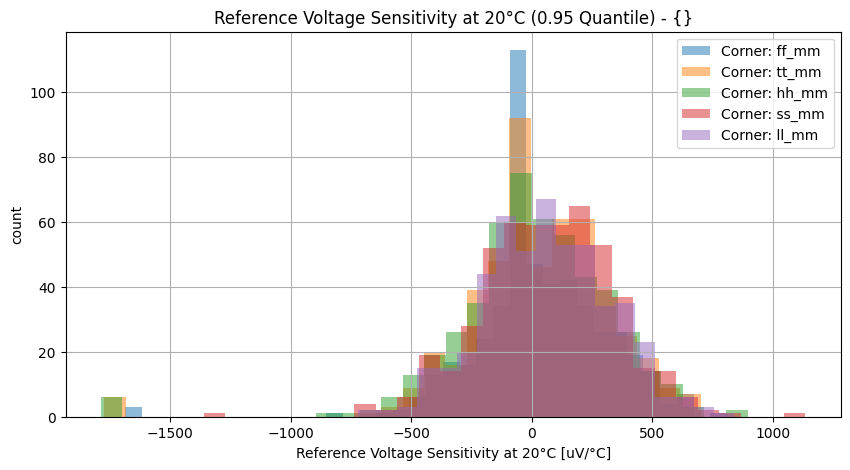 Reference Voltage Sensitivity at 20°C (0.95 Quantile) - {}
Corner: ff_mm
Corner: tt_mm
Corner: hh_mm
Corner: ss_mm
Corner: ll_mm
100
80
60
40
20
0
count
−1500
−1000
−500
0
500
1000
Reference Voltage Sensitivity at 20°C [uV/°C]